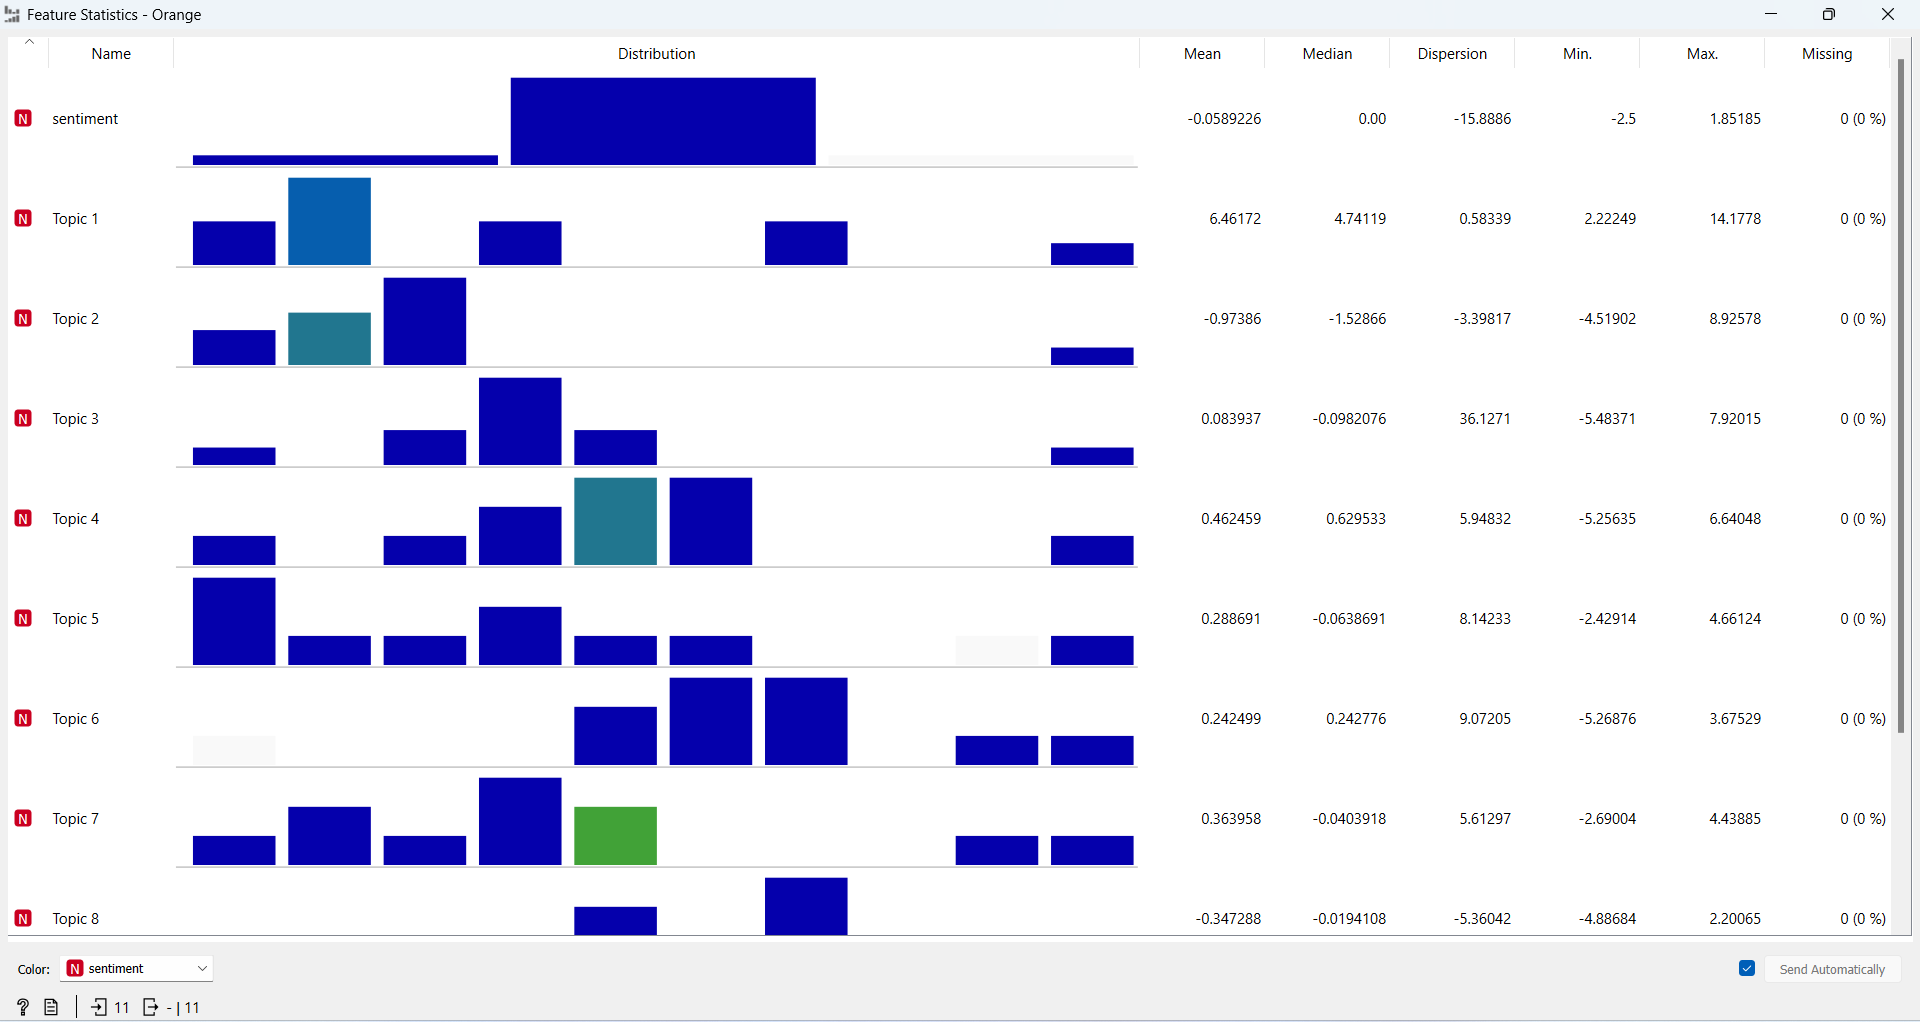 Feature Statistics - Orange
Name Distribution Mean Median Dispersion Min. Max. Missing
N sentiment -0.0589226 0.00 -15.8886 -2.5 1.85185 0 (0 %)
N Topic 1 6.46172 4.74119 0.58339 2.22249 14.1778 0 (0 %)
N Topic 2 -0.97386 -1.52866 -3.39817 -4.51902 8.92578 0 (0 %)
N Topic 3 0.083937 -0.0982076 36.1271 -5.48371 7.92015 0 (0 %)
N Topic 4 0.462459 0.629533 5.94832 -5.25635 6.64048 0 (0 %)
N Topic 5 0.288691 -0.0638691 8.14233 -2.42914 4.66124 0 (0 %)
N Topic 6 0.242499 0.242776 9.07205 -5.26876 3.67529 0 (0 %)
N Topic 7 0.363958 -0.0403918 5.61297 -2.69004 4.43885 0 (0 %)
N Topic 8 -0.347288 -0.0194108 -5.36042 -4.88684 2.20065 0 (0 %)
Color: N sentiment Send Automatically
? 11 - | 11